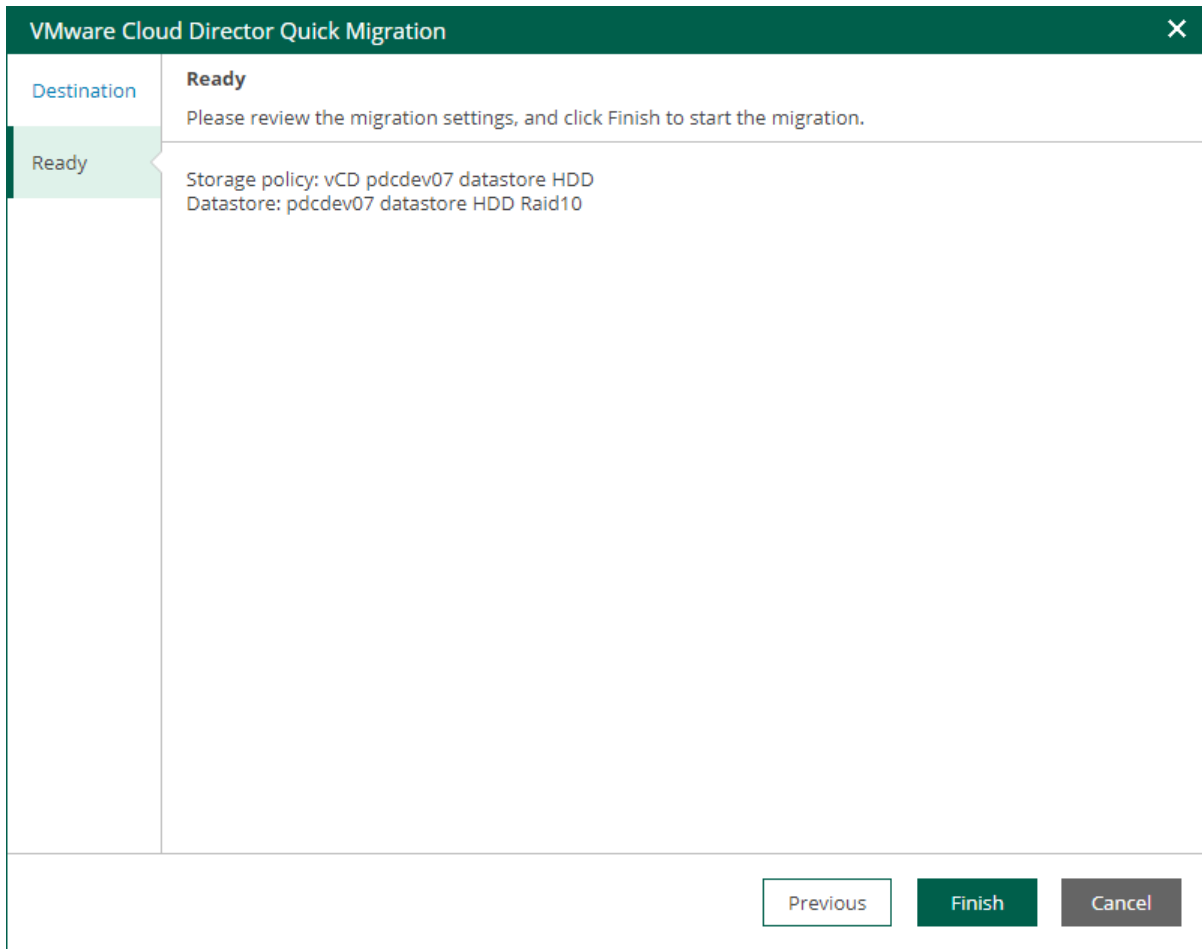 VMware Cloud Director Quick Migration
Destination
Ready
Ready
Please review the migration settings, and click Finish to start the migration.
Storage policy: vCD pdcdev07 datastore HDD
Datastore: pdcdev07 datastore HDD Raid10
Previous
Finish
Cancel